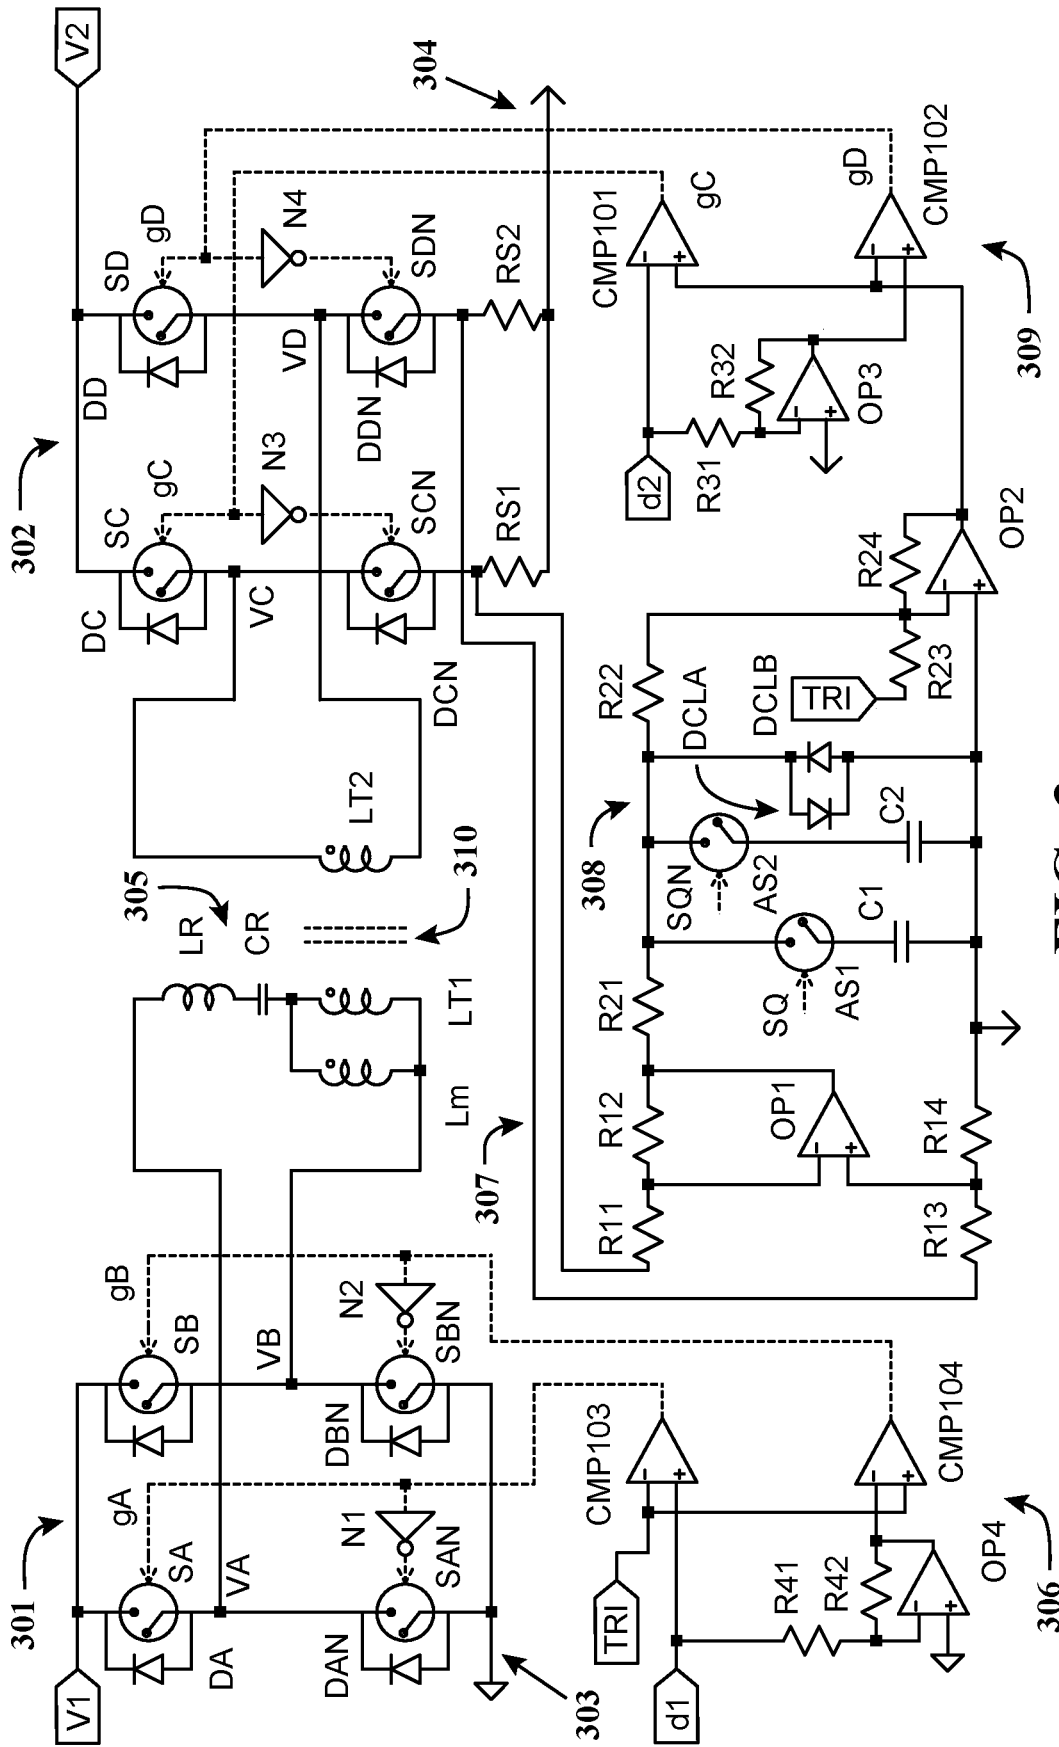 V1
301
DA
SA
gA
VA
N1
DAN
SAN
303
SB
gB
VB
N2
DBN
SBN
LR
CR
305
Lm
LT1
310
LT2
302
DC
SC
gC
VC
N3
DCN
SCN
RS1
DD
SD
gD
VD
N4
DDN
SDN
RS2
V2
304
307
TRI
d1
CMP103
R41
R42
OP4
CMP104
306
R11
R12
R13
R14
OP1
308
R21
SQ
AS1
C1
SQN
AS2
C2
DCLA
DCLB
R22
TRI
R23
R24
OP2
d2
R31
R32
OP3
CMP101
gC
CMP102
gD
309